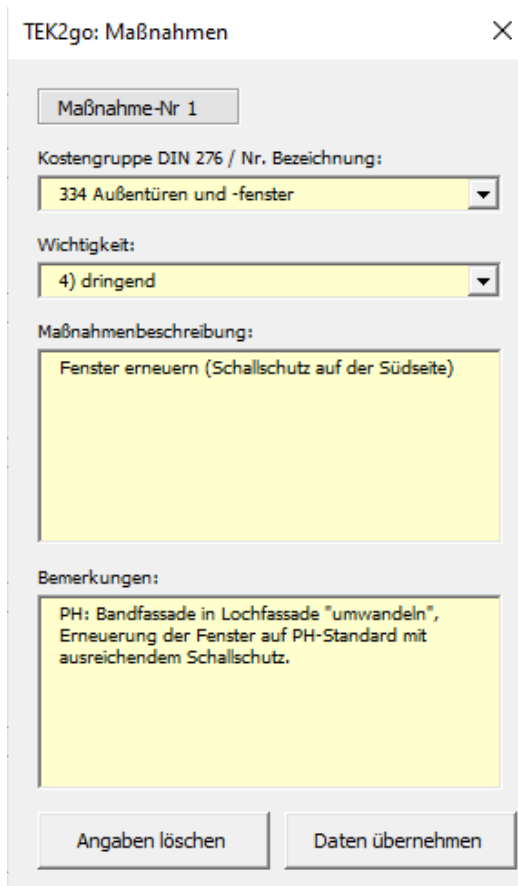 TEK2go: Maßnahmen
Maßnahme-Nr 1
Kostengruppe DIN 276 / Nr. Bezeichnung:
334 Außentüren und -fenster
Wichtigkeit:
4) dringend
Maßnahmenbeschreibung:
Fenster erneuern (Schallschutz auf der Südseite)
Bemerkungen:
PH: Bandfassade in Lochfassade "umwandeln",
Erneuerung der Fenster auf PH-Standard mit
ausreichendem Schallschutz.
Angaben löschen
Daten übernehmen